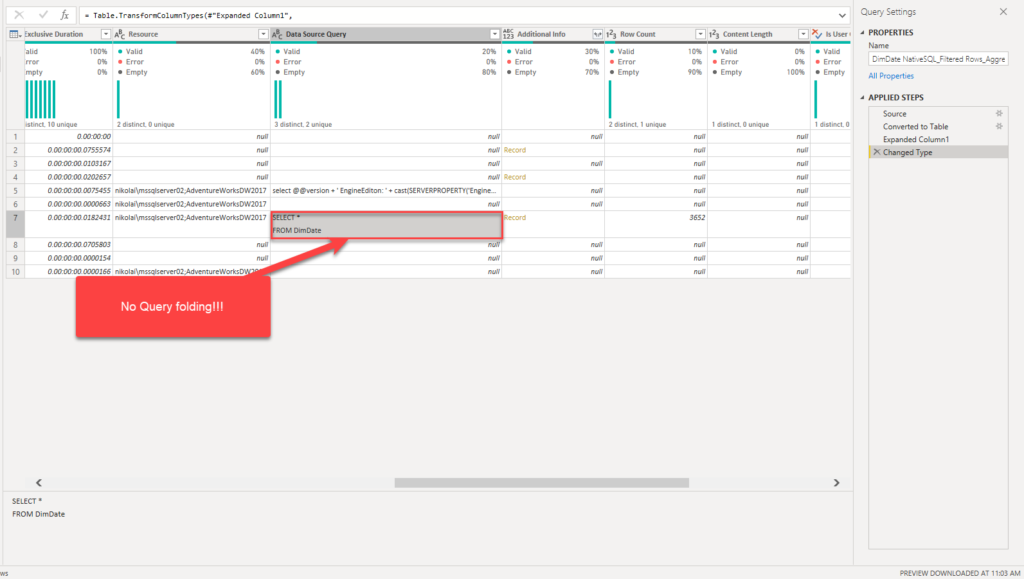 = Table.TransformColumnTypes(#"Expanded Column1",
Exclusive Duration Resource Data Source Query Additional Info Row Count Content Length Is User
alid 100% Valid 40% Valid 20% Valid 30% Valid 10% Valid 0% Valid
rror 0% Error 0% Error 0% Error 0% Error 0% Error 0% Error
mpty 0% Empty 60% Empty 80% Empty 70% Empty 90% Empty 100% Empty
distinct, 10 unique 2 distinct, 0 unique 3 distinct, 2 unique 2 distinct, 1 unique 1 distinct, 0 unique 1 distinct, 0
1 0.00:00:00 null null null null null
2 0.00:00:00.0755574 null null Record null null
3 0.00:00:00.0103167 null null null null null
4 0.00:00:00.0202657 null null Record null null
5 0.00:00:00.0075455 nikolai\mssqlserver02;AdventureWorksDW2017 select @@version + ' EngineEditon: ' + cast(SERVERPROPERTY('Engine... null null null
6 0.00:00:00.0000663 nikolai\mssqlserver02;AdventureWorksDW2017 null null null null
7 0.00:00:00.0182431 nikolai\mssqlserver02;AdventureWorksDW2017 SELECT * Record 3652 null
FROM DimDate
8 0.00:00:00.0705803 null null null null null
9 0.00:00:00.0000154 null null null null null
10 0.00:00:00.0000166 nikolai\mssqlserver02;AdventureWorksDW2017 null null null null
No Query folding!!!
SELECT *
FROM DimDate
Query Settings
PROPERTIES
Name
DimDate NativeSQL_Filtered Rows_Aggre
All Properties
APPLIED STEPS
Source
Converted to Table
Expanded Column1
Changed Type
ws PREVIEW DOWNLOADED AT 11:03 AM